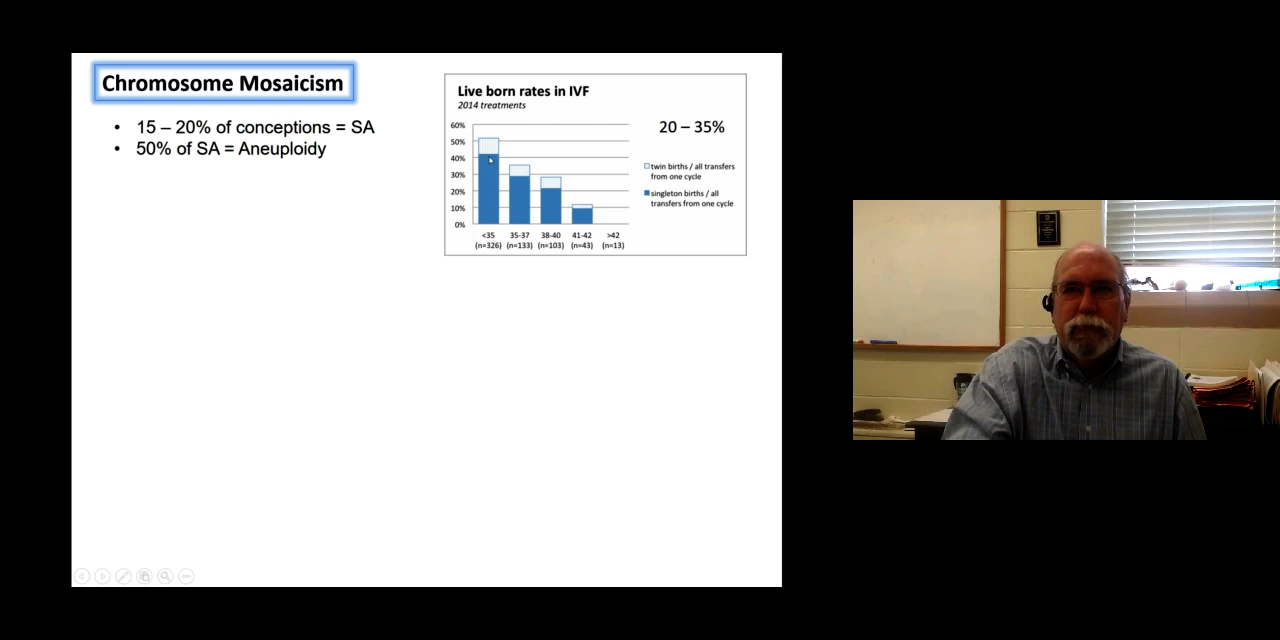 Chromosome Mosaicism
• 15 – 20% of conceptions = SA
• 50% of SA = Aneuploidy
Live born rates in IVF
2014 treatments
20 – 35%
60%
50%
40%
30%
20%
10%
0%
<35 35-37 38-40 41-42 >42
(n=326) (n=133) (n=103) (n=43) (n=13)
twin births / all transfers
from one cycle
singleton births / all
transfers from one cycle